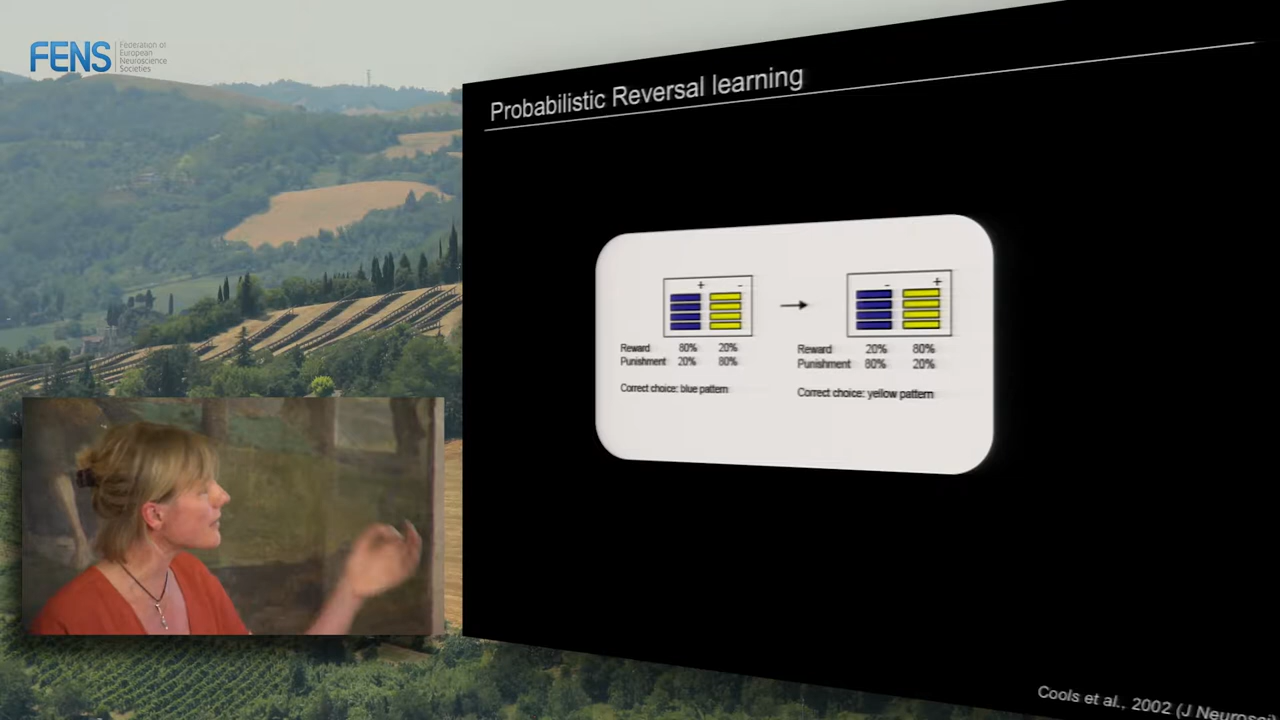 FENS
Federation of
European
Neuroscience
Societies
Probabilistic Reversal learning
+ -
- +
Reward 80% 20%
Punishment 20% 80%
Correct choice: blue pattern
Reward 20% 80%
Punishment 80% 20%
Correct choice: yellow pattern
Cools et al., 2002 (J